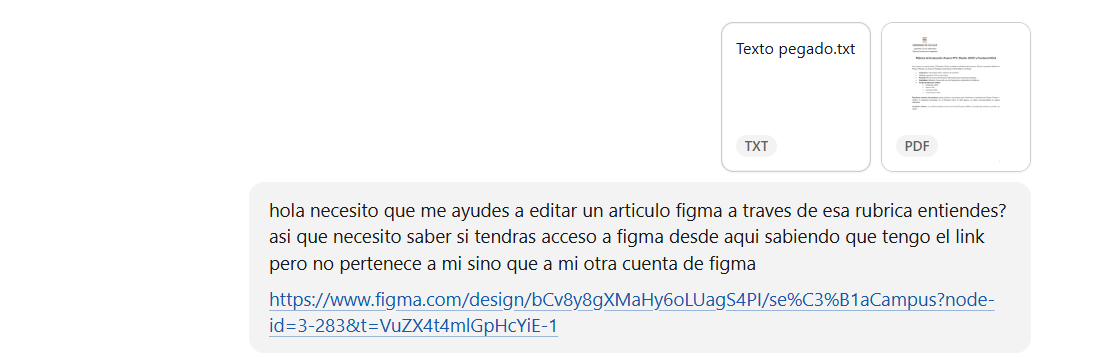 Texto pegado.txt
TXT
PDF
hola necesito que me ayudes a editar un articulo figma a traves de esa rubrica entiendes?
asi que necesito saber si tendras acceso a figma desde aqui sabiendo que tengo el link
pero no pertenece a mi sino que a mi otra cuenta de figma
https://www.figma.com/design/bCv8y8gXMaHy6oLUagS4PI/se%C3%B1aCampus?node-
id=3-283&t=VuZX4t4mlGpHcYiE-1